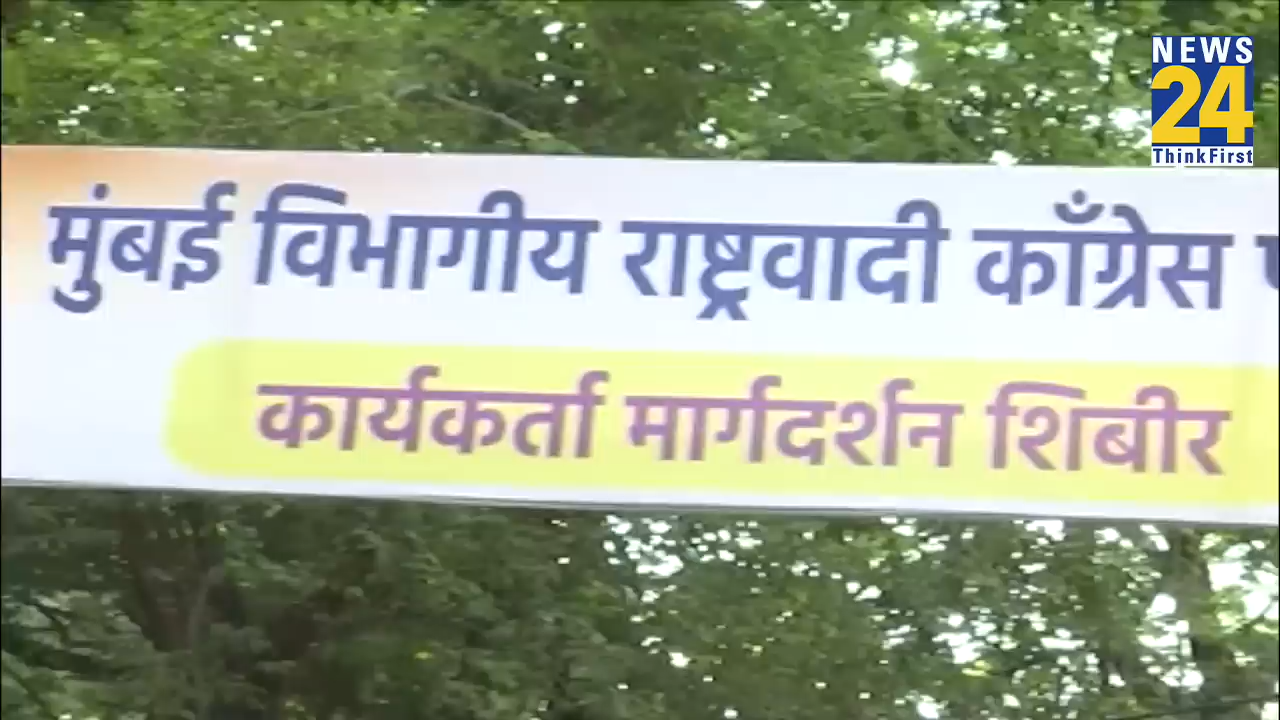 NEWS
24
ThinkFirst
मुंबई विभागीय राष्ट्रवादी काँग्रेस
कार्यकर्ता मार्गदर्शन शिबीर